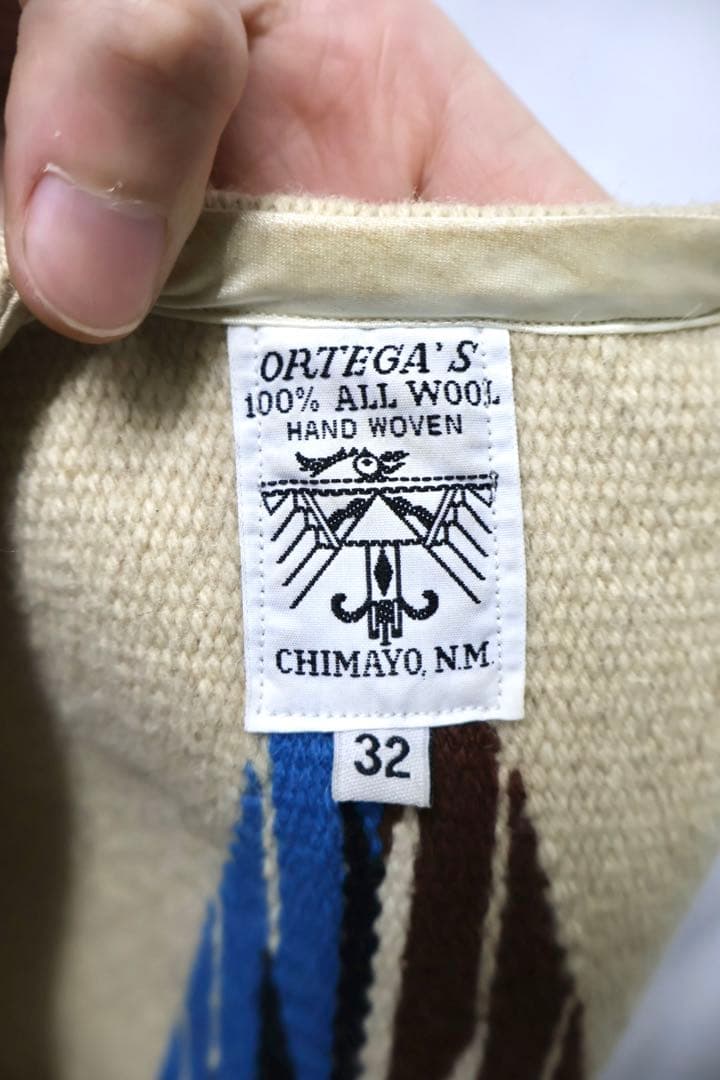 ORTEGA'S
100% ALL WOOL
HAND WOVEN
CHIMAYO, N.M.
32